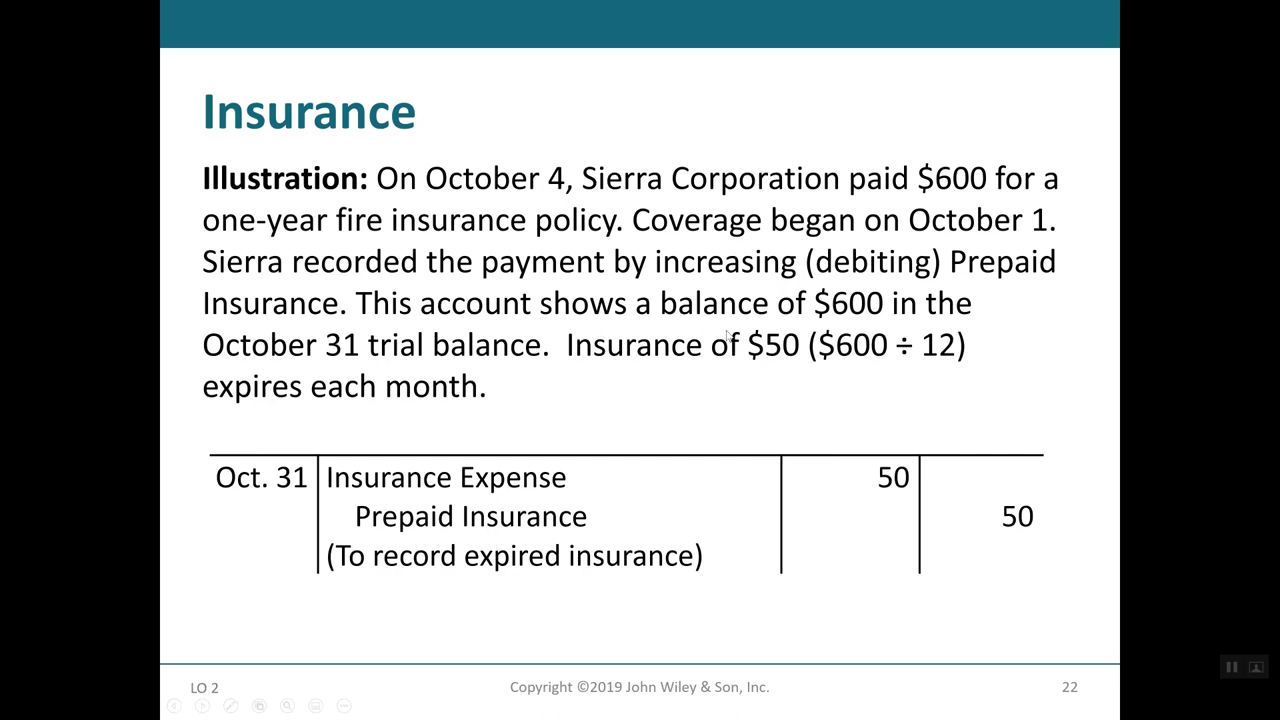 Insurance
Illustration: On October 4, Sierra Corporation paid $600 for a
one-year fire insurance policy. Coverage began on October 1.
Sierra recorded the payment by increasing (debiting) Prepaid
Insurance. This account shows a balance of $600 in the
October 31 trial balance.  Insurance of $50 ($600 ÷ 12)
expires each month.
Oct. 31 Insurance Expense 50
Prepaid Insurance 50
(To record expired insurance)
LO 2 Copyright ©2019 John Wiley & Son, Inc. 22